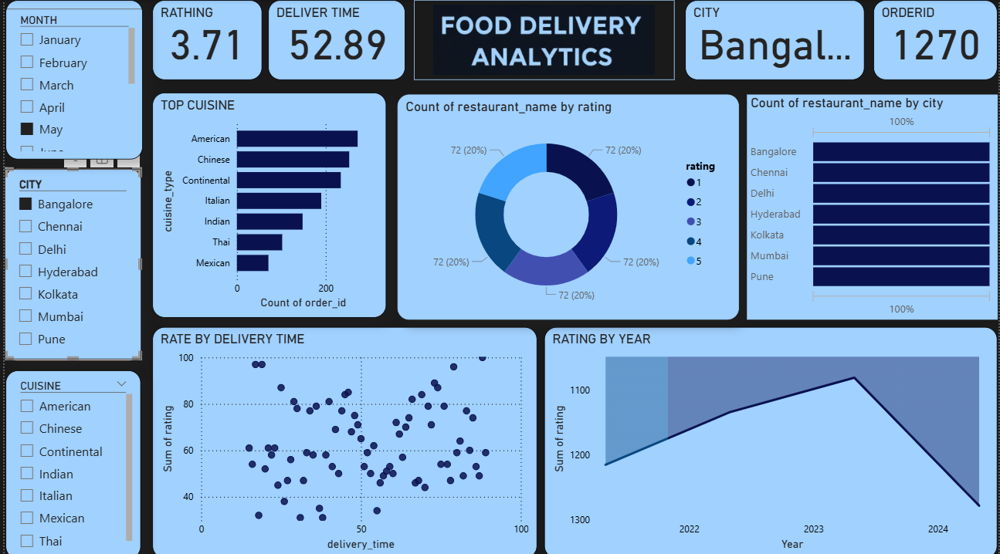 MONTH
January
February
March
April
May
CITY
Bangalore
Chennai
Delhi
Hyderabad
Kolkata
Mumbai
Pune
CUISINE
American
Chinese
Continental
Indian
Italian
Mexican
Thai
RATHING
3.71
DELIVER TIME
52.89
FOOD DELIVERY
ANALYTICS
CITY
Bangal...
ORDERID
1270
TOP CUISINE
cuisine_type
American
Chinese
Continental
Italian
Indian
Thai
Mexican
0 200
Count of order_id
Count of restaurant_name by rating
72 (20%) 72 (20%)
72 (20%) 72 (20%)
72 (20%)
rating
1
2
3
4
5
Count of restaurant_name by city
100%
Bangalore
Chennai
Delhi
Hyderabad
Kolkata
Mumbai
Pune
100%
RATE BY DELIVERY TIME
Sum of rating
100
80
60
40
0 50 100
delivery_time
RATING BY YEAR
Sum of rating
1100
1200
1300
2022 2023 2024
Year